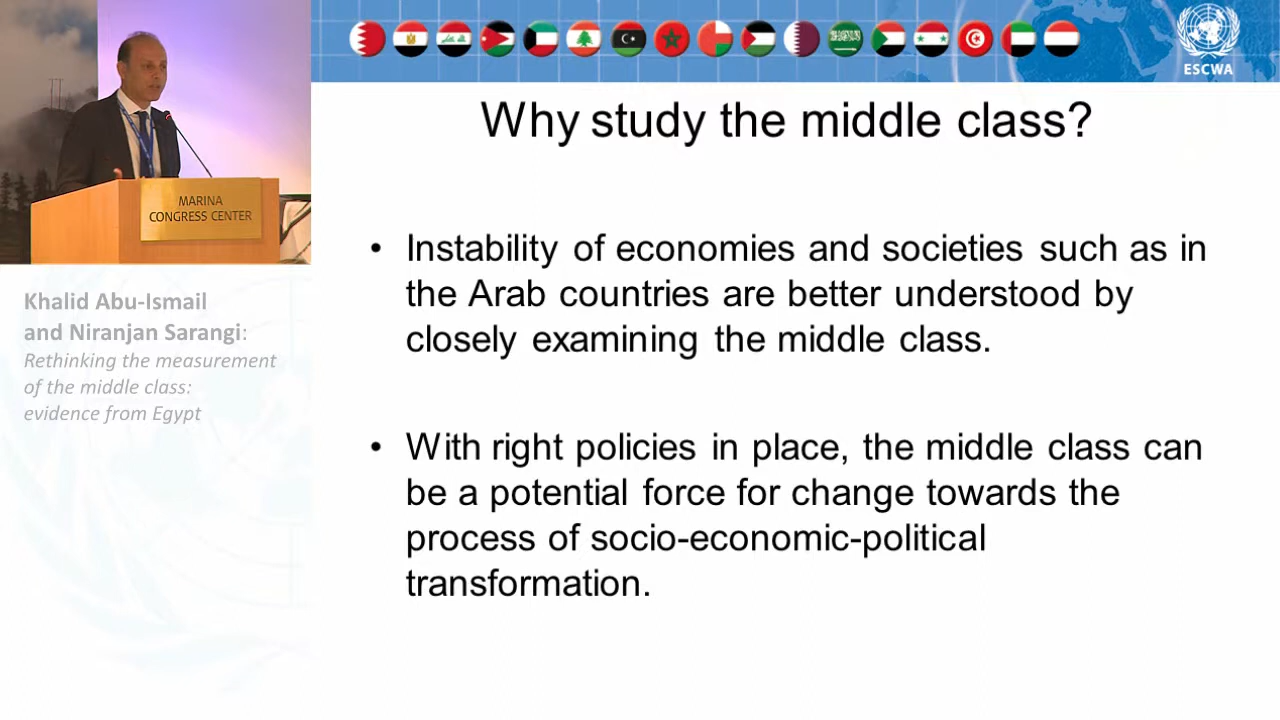 ESCWA
Why study the middle class?
MARINA
CONGRESS CENTER
• Instability of economies and societies such as in
the Arab countries are better understood by
closely examining the middle class.
Khalid Abu-Ismail
and Niranjan Sarangi:
Rethinking the measurement
of the middle class:
evidence from Egypt
• With right policies in place, the middle class can
be a potential force for change towards the
process of socio-economic-political
transformation.